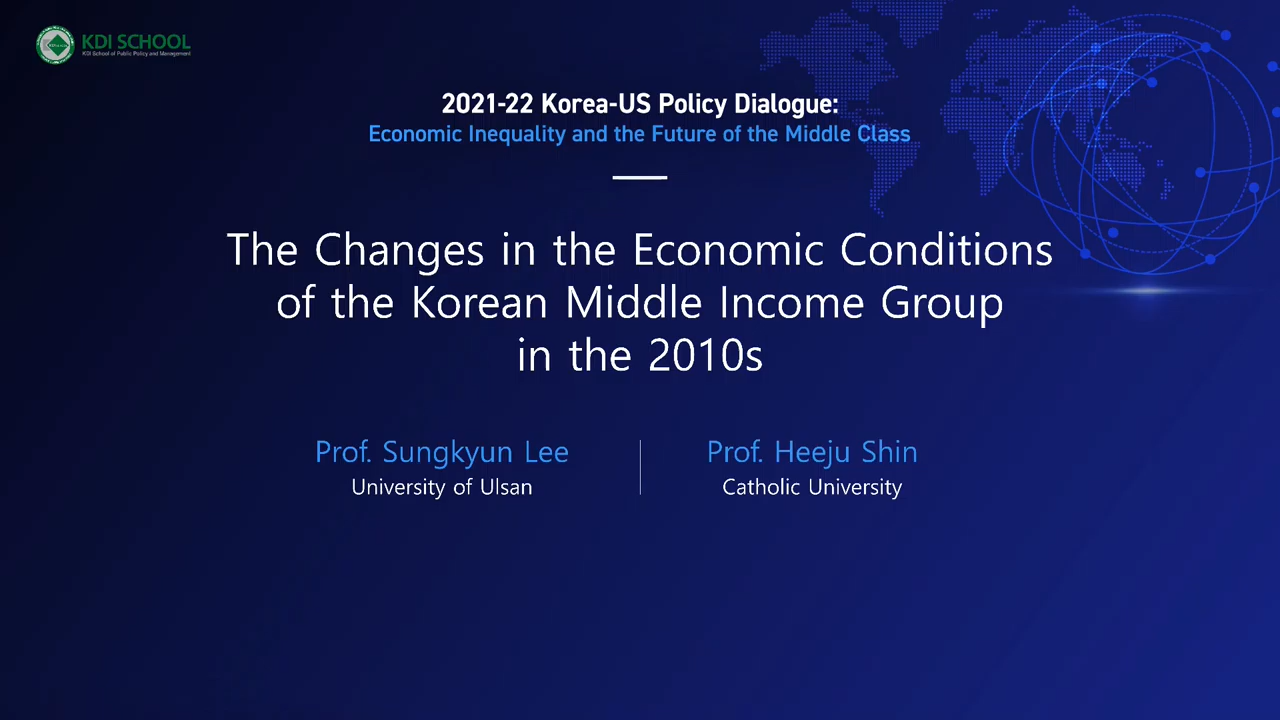 KDI SCHOOL
KDI School of Public Policy and Management
2021-22 Korea-US Policy Dialogue:
Economic Inequality and the Future of the Middle Class
The Changes in the Economic Conditions
of the Korean Middle Income Group
in the 2010s
Prof. Sungkyun Lee
University of Ulsan
Prof. Heeju Shin
Catholic University